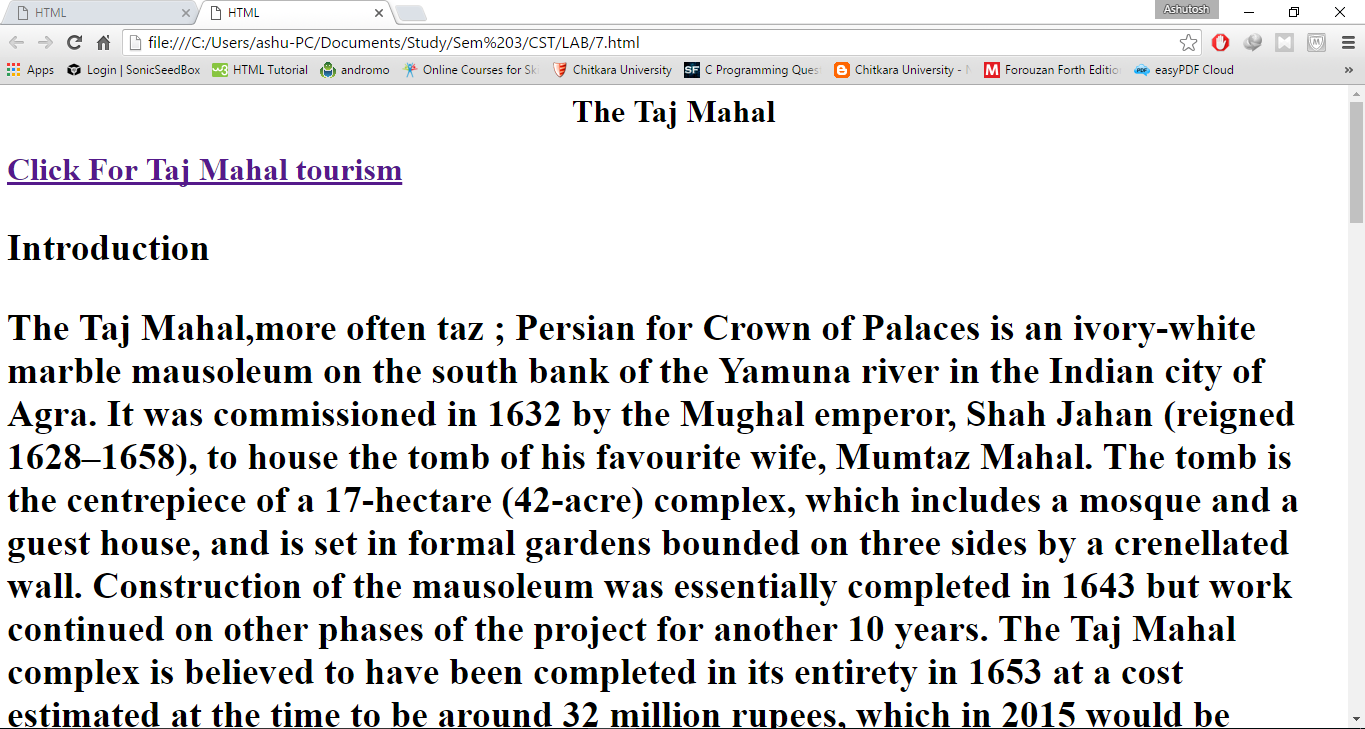 HTML
HTML
Ashutosh
file:///C:/Users/ashu-PC/Documents/Study/Sem%203/CST/LAB/7.html
Apps Login | SonicSeedBox HTML Tutorial andromo Online Courses for Sk Chitkara University SF C Programming Ques Chitkara University - M Forouzan Forth Editio easyPDF Cloud »
The Taj Mahal
Click For Taj Mahal tourism
Introduction
The Taj Mahal,more often taz ; Persian for Crown of Palaces is an ivory-white
marble mausoleum on the south bank of the Yamuna river in the Indian city of
Agra. It was commissioned in 1632 by the Mughal emperor, Shah Jahan (reigned
1628–1658), to house the tomb of his favourite wife, Mumtaz Mahal. The tomb is
the centrepiece of a 17-hectare (42-acre) complex, which includes a mosque and a
guest house, and is set in formal gardens bounded on three sides by a crenellated
wall. Construction of the mausoleum was essentially completed in 1643 but work
continued on other phases of the project for another 10 years. The Taj Mahal
complex is believed to have been completed in its entirety in 1653 at a cost
estimated at the time to be around 32 million rupees, which in 2015 would be